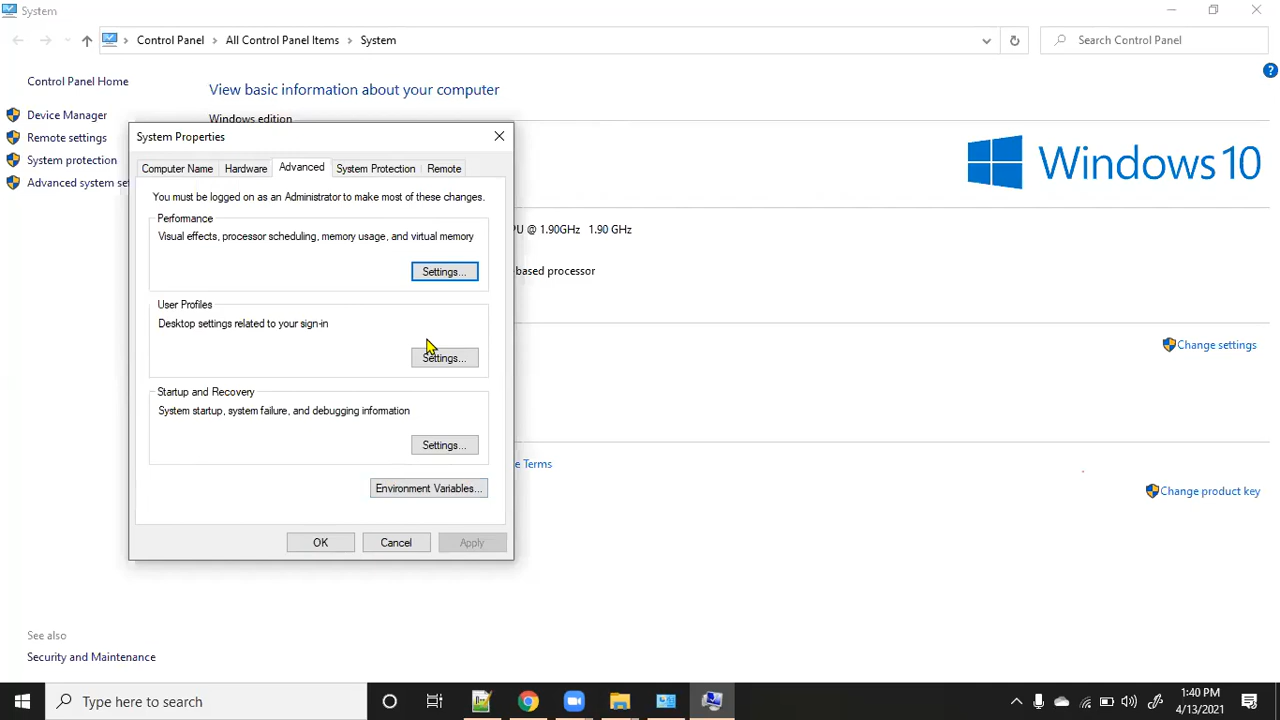 System
Control Panel > All Control Panel Items > System
Search Control Panel
Control Panel Home
Device Manager
Remote settings
System protection
Advanced system set
View basic information about your computer
Windows edition
Windows 10
PU @ 1.90GHz 1.90 GHz
based processor
Change settings
e Terms
Change product key
System Properties
Computer Name
Hardware
Advanced
System Protection
Remote
You must be logged on as an Administrator to make most of these changes.
Performance
Visual effects, processor scheduling, memory usage, and virtual memory
Settings...
User Profiles
Desktop settings related to your sign-in
Settings...
Startup and Recovery
System startup, system failure, and debugging information
Settings...
Environment Variables...
OK
Cancel
Apply
See also
Security and Maintenance
Type here to search
1:40 PM
4/13/2021